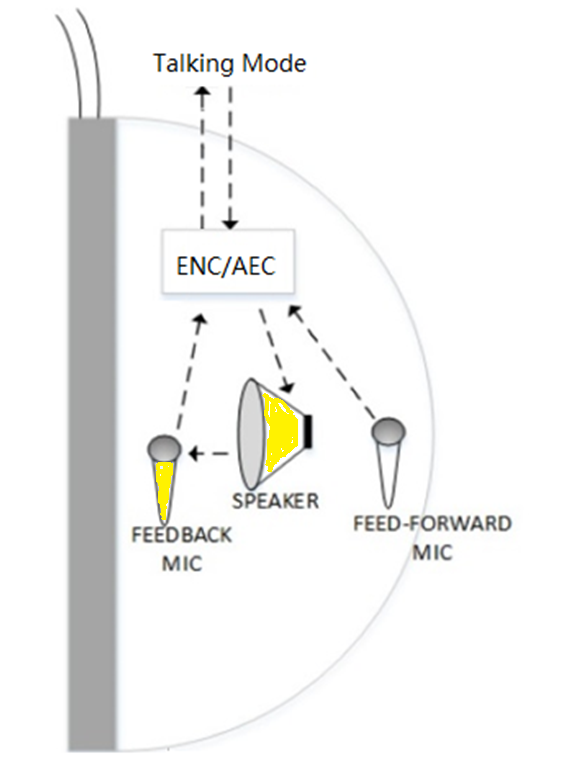 Talking Mode
ENC/AEC
SPEAKER
FEEDBACK
MIC
FEED-FORWARD
MIC